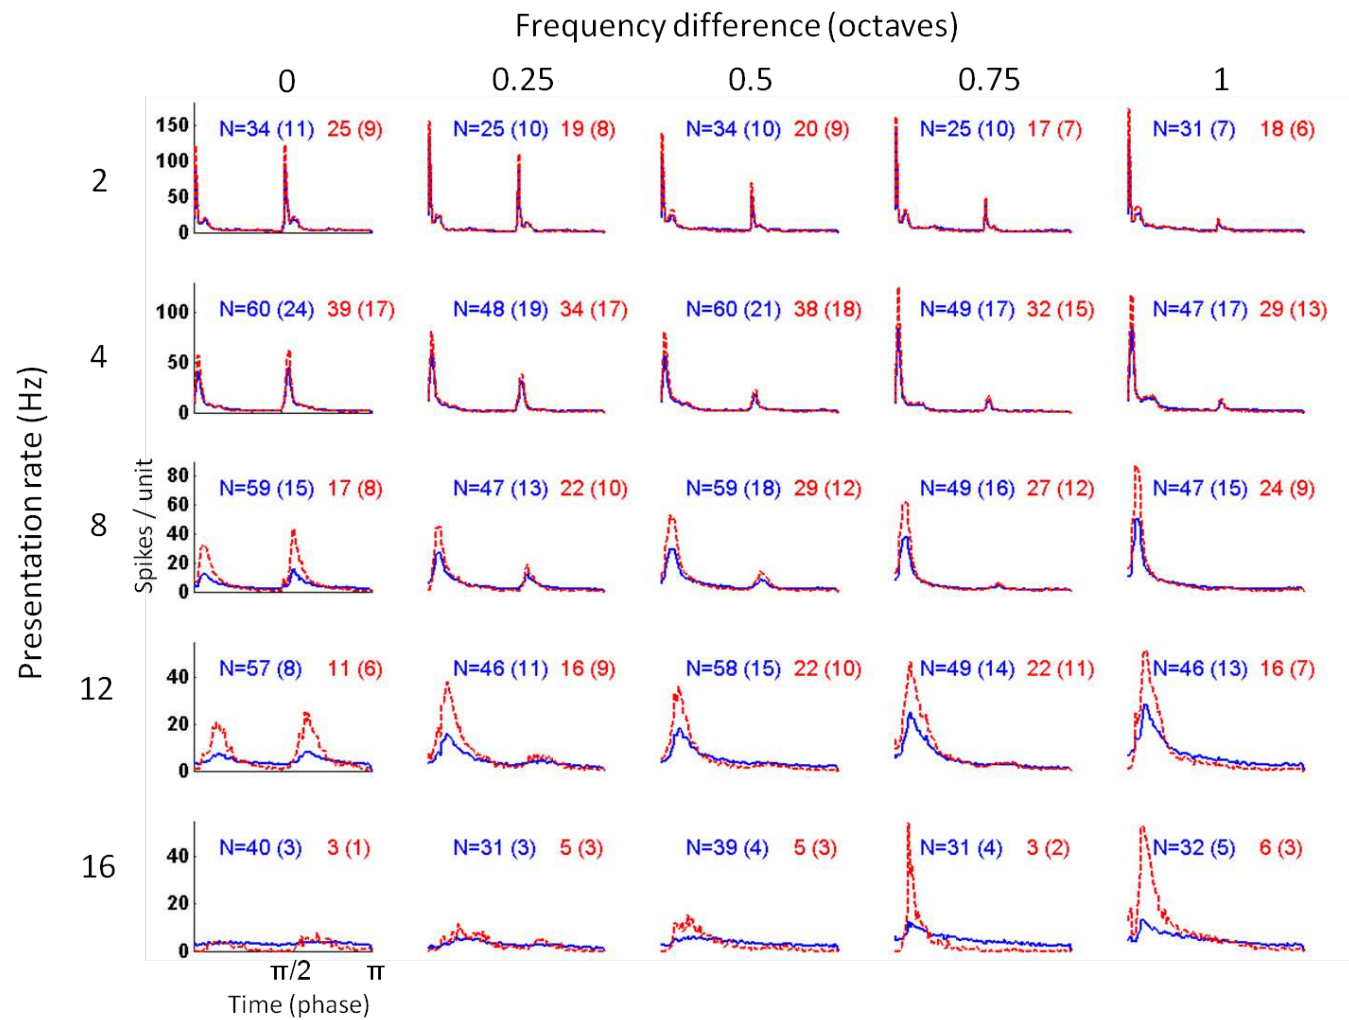 Frequency difference (octaves)
0 0.25 0.5 0.75 1
Presentation rate (Hz)
Spikes / unit
2
150
100
50
0
N=34 (11) 25 (9)
N=25 (10) 19 (8)
N=34 (10) 20 (9)
N=25 (10) 17 (7)
N=31 (7) 18 (6)
4
100
50
0
N=60 (24) 39 (17)
N=48 (19) 34 (17)
N=60 (21) 38 (18)
N=49 (17) 32 (15)
N=47 (17) 29 (13)
8
80
60
40
20
0
N=59 (15) 17 (8)
N=47 (13) 22 (10)
N=59 (18) 29 (12)
N=49 (16) 27 (12)
N=47 (15) 24 (9)
12
40
20
0
N=57 (8) 11 (6)
N=46 (11) 16 (9)
N=58 (15) 22 (10)
N=49 (14) 22 (11)
N=46 (13) 16 (7)
16
40
20
0
N=40 (3) 3 (1)
N=31 (3) 5 (3)
N=39 (4) 5 (3)
N=31 (4) 3 (2)
N=32 (5) 6 (3)
π/2 π
Time (phase)